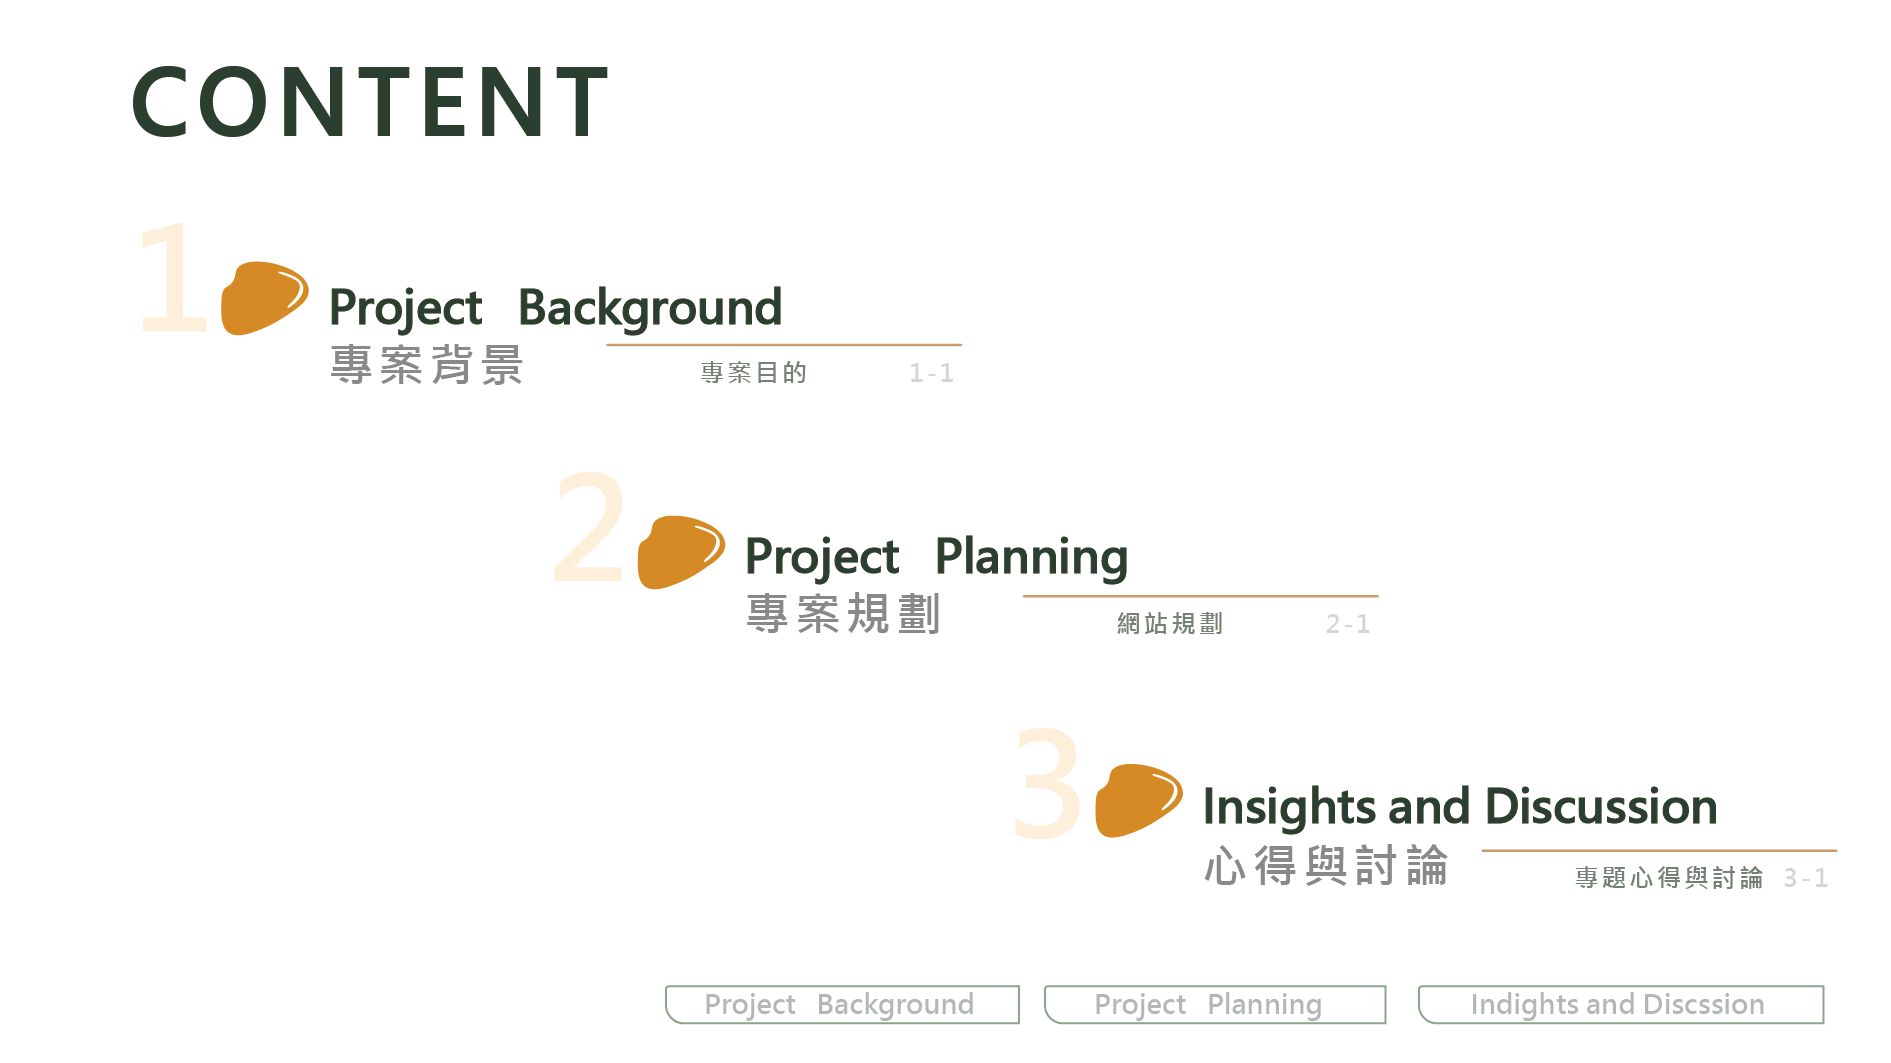 CONTENT
1
Project Background
專案背景
專案目的 1-1
2
Project Planning
專案規劃
網站規劃 2-1
3
Insights and Discussion
心得與討論
專題心得與討論 3-1
Project Background
Project Planning
Indights and Discssion